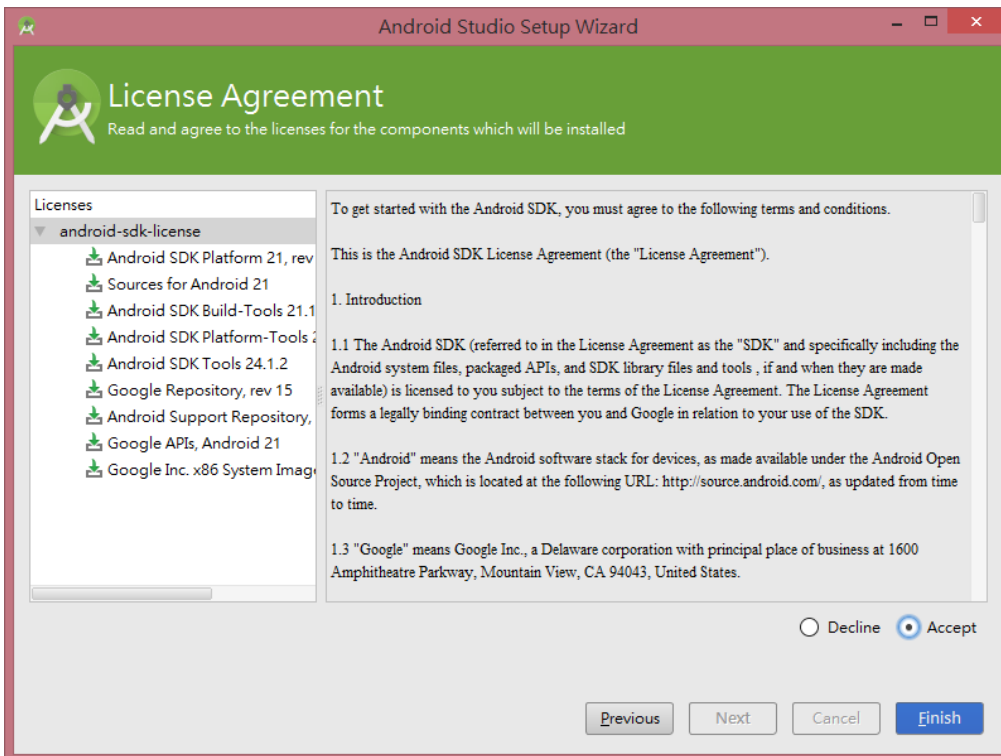 Android Studio Setup Wizard
License Agreement
Read and agree to the licenses for the components which will be installed
Licenses
android-sdk-license
Android SDK Platform 21, rev
Sources for Android 21
Android SDK Build-Tools 21.1
Android SDK Platform-Tools 2
Android SDK Tools 24.1.2
Google Repository, rev 15
Android Support Repository,
Google APIs, Android 21
Google Inc. x86 System Imag
To get started with the Android SDK, you must agree to the following terms and conditions.
This is the Android SDK License Agreement (the "License Agreement").
1. Introduction
1.1 The Android SDK (referred to in the License Agreement as the "SDK" and specifically including the
Android system files, packaged APIs, and SDK library files and tools , if and when they are made
available) is licensed to you subject to the terms of the License Agreement. The License Agreement
forms a legally binding contract between you and Google in relation to your use of the SDK.
1.2 "Android" means the Android software stack for devices, as made available under the Android Open
Source Project, which is located at the following URL: http://source.android.com/, as updated from time
to time.
1.3 "Google" means Google Inc., a Delaware corporation with principal place of business at 1600
Amphitheatre Parkway, Mountain View, CA 94043, United States.
Decline Accept
Previous Next Cancel Finish